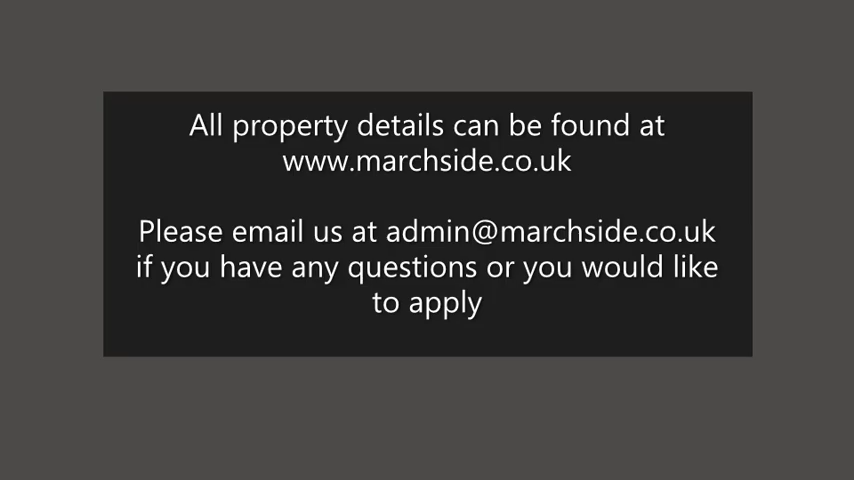 All property details can be found at
www.marchside.co.uk
Please email us at admin@marchside.co.uk
if you have any questions or you would like
to apply